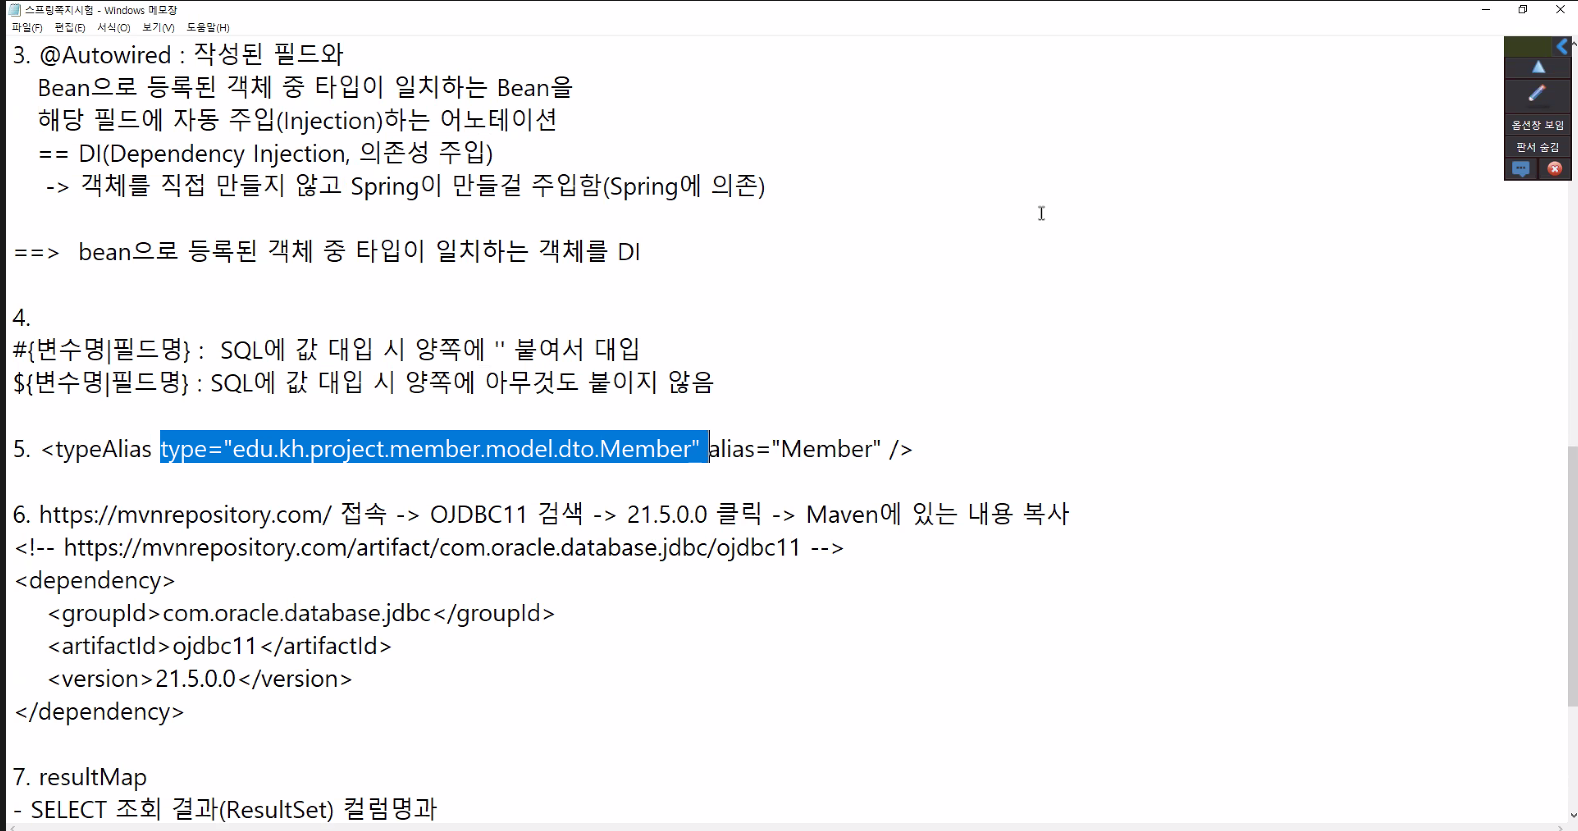 스프링쪽지시험 - Windows 메모장
파일(F) 편집(E) 서식(O) 보기(V) 도움말(H)
3. @Autowired : 작성된 필드와
Bean으로 등록된 객체 중 타입이 일치하는 Bean을
해당 필드에 자동 주입(Injection)하는 어노테이션
== DI(Dependency Injection, 의존성 주입)
-> 객체를 직접 만들지 않고 Spring이 만들걸 주입함(Spring에 의존)
==> bean으로 등록된 객체 중 타입이 일치하는 객체를 DI
4.
#{변수명|필드명} : SQL에 값 대입 시 양쪽에 '' 붙여서 대입
${변수명|필드명} : SQL에 값 대입 시 양쪽에 아무것도 붙이지 않음
5. <typeAlias type="edu.kh.project.member.model.dto.Member" alias="Member" />
6. https://mvnrepository.com/ 접속 -> OJDBC11 검색 -> 21.5.0.0 클릭 -> Maven에 있는 내용 복사
<!-- https://mvnrepository.com/artifact/com.oracle.database.jdbc/ojdbc11 -->
<dependency>
<groupId>com.oracle.database.jdbc</groupId>
<artifactId>ojdbc11</artifactId>
<version>21.5.0.0</version>
</dependency>
7. resultMap
- SELECT 조회 결과(ResultSet) 컬럼명과
옵션창 보임
판서 숨김